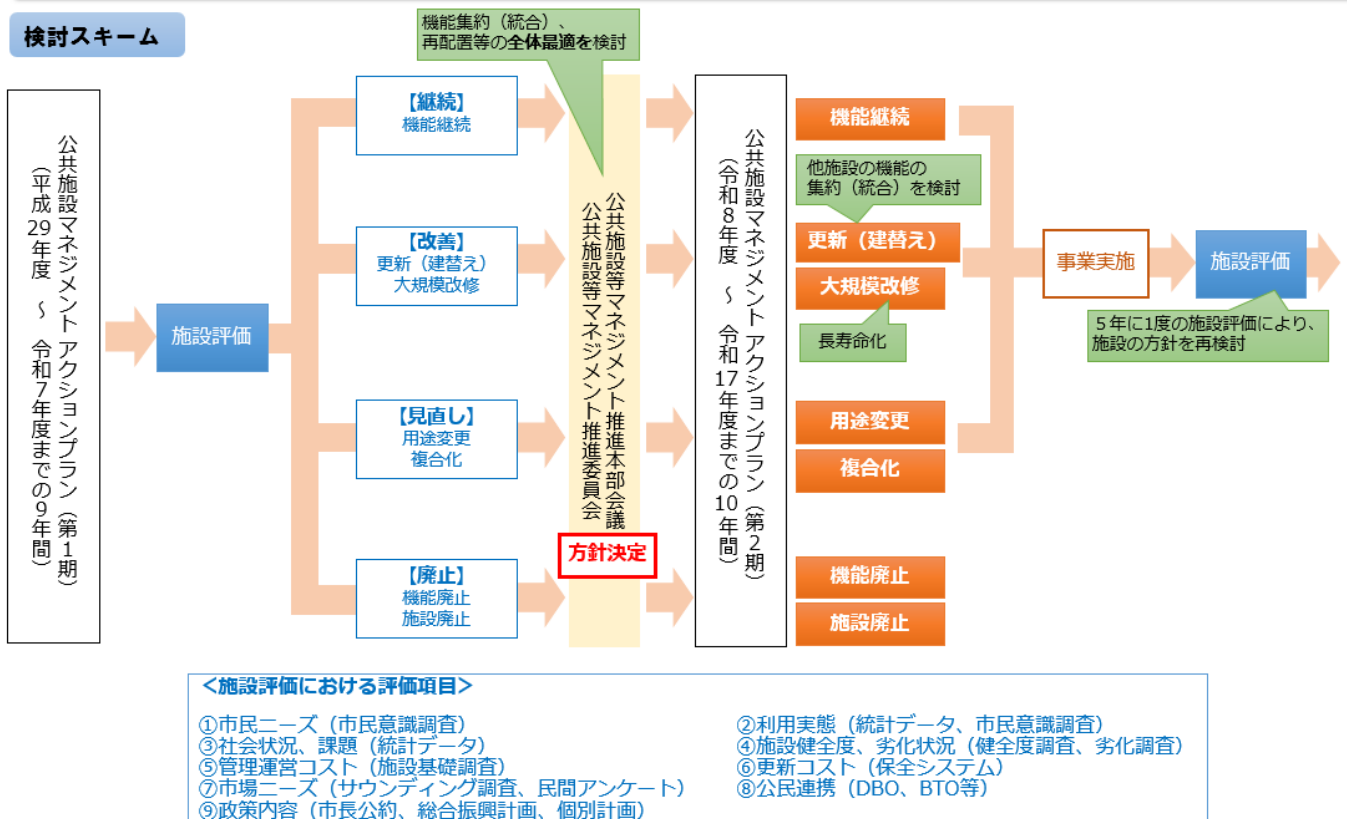 検討スキーム
機能集約（統合）、
再配置等の全体最適を検討
公共施設マネジメント アクションプラン（第1期）
（平成29年度 ～ 令和7年度までの9年間）
施設評価
【継続】
機能継続
【改善】
更新（建替え）
大規模改修
【見直し】
用途変更
複合化
【廃止】
機能廃止
施設廃止
公共施設等マネジメント推進本部会議
公共施設等マネジメント推進委員会
方針決定
公共施設マネジメント アクションプラン（第2期）
（令和8年度 ～ 令和17年度までの10年間）
機能継続
他施設の機能の
集約（統合）を検討
更新（建替え）
大規模改修
長寿命化
用途変更
複合化
機能廃止
施設廃止
事業実施
施設評価
５年に1度の施設評価により、
施設の方針を再検討
＜施設評価における評価項目＞
①市民ニーズ（市民意識調査）
②利用実態（統計データ、市民意識調査）
③社会状況、課題（統計データ）
④施設健全度、劣化状況（健全度調査、劣化調査）
⑤管理運営コスト（施設基礎調査）
⑥更新コスト（保全システム）
⑦市場ニーズ（サウンディング調査、民間アンケート）
⑧公民連携（DBO、BTO等）
⑨政策内容（市長公約、総合振興計画、個別計画）